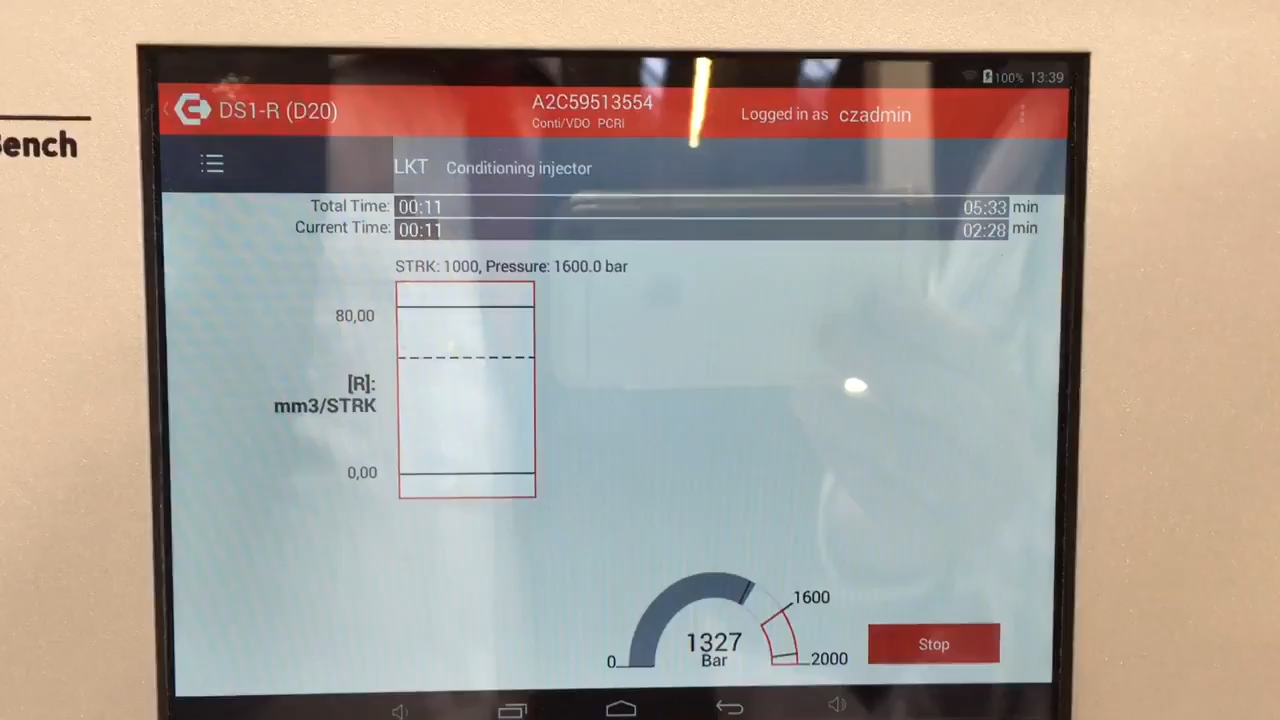 ench
100% 13:39
DS1-R (D20)
A2C59513554
Conti/VDO PCRI
Logged in as czadmin
LKT Conditioning injector
Total Time: 00:11 05:33 min
Current Time: 00:11 02:28 min
STRK: 1000, Pressure: 1600.0 bar
80,00
[R]:
mm3/STRK
0,00
1600
1327
Bar
0
2000
Stop